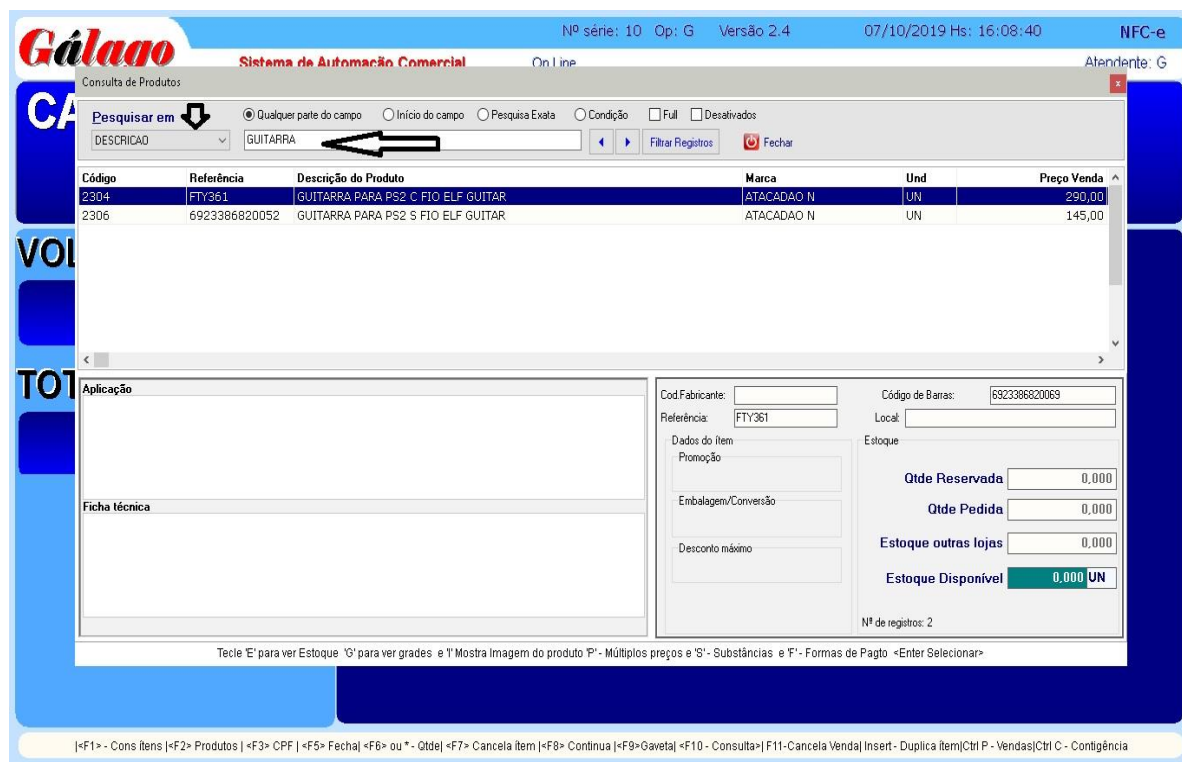 Gálago
Nº série: 10 Op: G Versão 2.4 07/10/2019 Hs: 16:08:40 NFC-e
Sistema de Automação Comercial On Line Atendente: G
Consulta de Produtos x
CA
Pesquisar em Qualquer parte do campo Início do campo Pesquisa Exata Condição Full Desativados
DESCRICAO GUITARRA Filtrar Registros Fechar
Código Referência Descrição do Produto Marca Und Preço Venda
2304 FTY361 GUITARRA PARA PS2 C FIO ELF GUITAR ATACADAO N UN 290,00
2306 6923386820052 GUITARRA PARA PS2 S FIO ELF GUITAR ATACADAO N UN 145,00
VOL
TOT
Aplicação
Ficha técnica
Cod.Fabricante: Código de Barras: 6923386820069
Referência: FTY361 Local:
Dados do ítem Estoque
Promoção
Qtde Reservada 0,000
Embalagem/Conversão
Qtde Pedida 0,000
Estoque outras lojas 0,000
Desconto máximo
Estoque Disponível 0,000 UN
Nª de registros: 2
Tecle 'E' para ver Estoque 'G' para ver grades e 'I' Mostra Imagem do produto 'P' - Múltiplos preços e 'S' - Substâncias e 'F' - Formas de Pagto <Enter Selecionar>
|<F1> - Cons ítens |<F2> Produtos | <F3> CPF | <F5> Fecha| <F6> ou * - Qtde| <F7> Cancela ítem |<F8> Continua |<F9>Gaveta| <F10 - Consulta>| F11-Cancela Venda| Insert - Duplica ítem|Ctrl P - Vendas|Ctrl C - Contigência